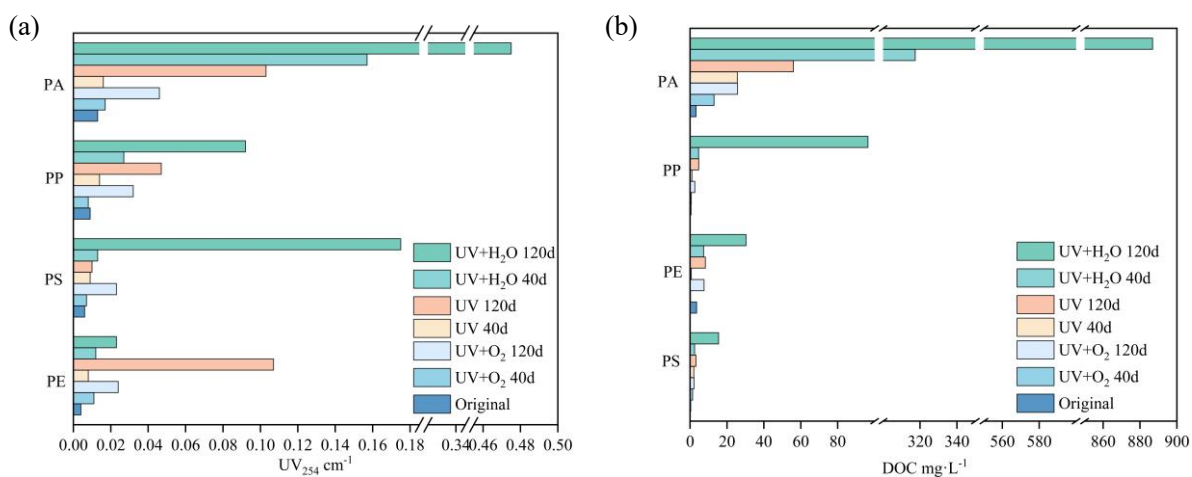 (a)
PA
PP
PS
PE
UV+H₂O 120d
UV+H₂O 40d
UV 120d
UV 40d
UV+O₂ 120d
UV+O₂ 40d
Original
0.00 0.02 0.04 0.06 0.08 0.10 0.12 0.14 0.16 0.18 0.34 0.46 0.48 0.50
UV₂₅₄ cm⁻¹
(b)
PA
PP
PE
PS
UV+H₂O 120d
UV+H₂O 40d
UV 120d
UV 40d
UV+O₂ 120d
UV+O₂ 40d
Original
0 20 40 60 80 320 340 560 580 860 880 900
DOC mg·L⁻¹